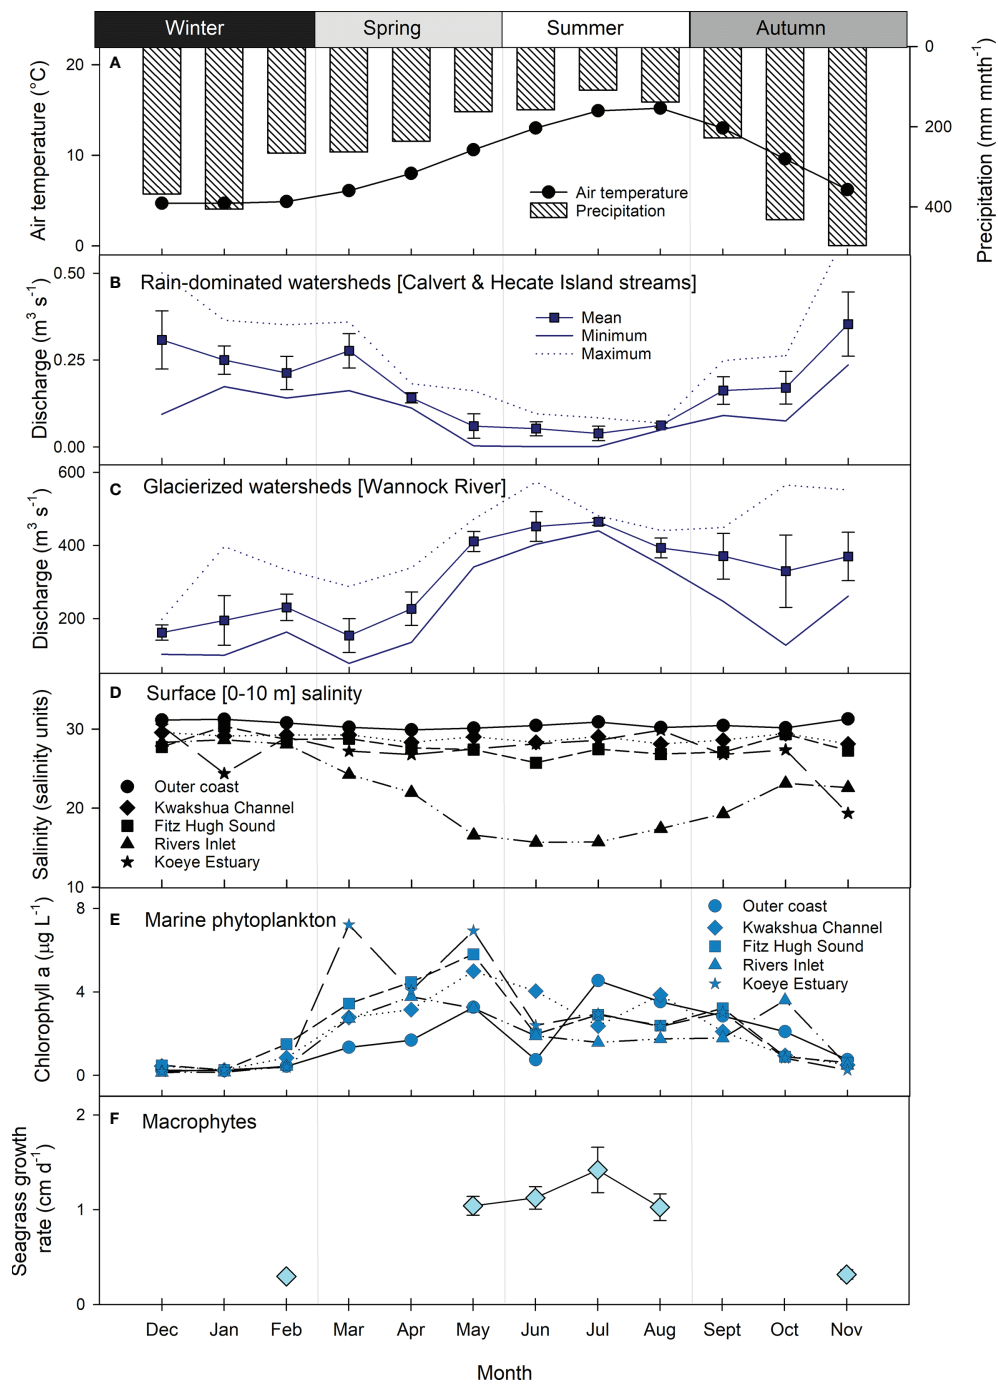 Winter Spring Summer Autumn
A
Air temperature (°C)
20
10
0
0
200
400
Precipitation (mm mnth⁻¹)
Air temperature
Precipitation
B Rain-dominated watersheds [Calvert & Hecate Island streams]
Discharge (m³ s⁻¹)
0.50
0.25
0.00
Mean
Minimum
Maximum
C Glacierized watersheds [Wannock River]
Discharge (m³ s⁻¹)
600
400
200
D Surface [0-10 m] salinity
Salinity (salinity units)
30
20
10
Outer coast
Kwakshua Channel
Fitz Hugh Sound
Rivers Inlet
Koeye Estuary
E Marine phytoplankton
Chlorophyll a (µg L⁻¹)
8
4
0
Outer coast
Kwakshua Channel
Fitz Hugh Sound
Rivers Inlet
Koeye Estuary
F Macrophytes
Seagrass growth
rate (cm d⁻¹)
2
1
0
Dec Jan Feb Mar Apr May Jun Jul Aug Sept Oct Nov
Month